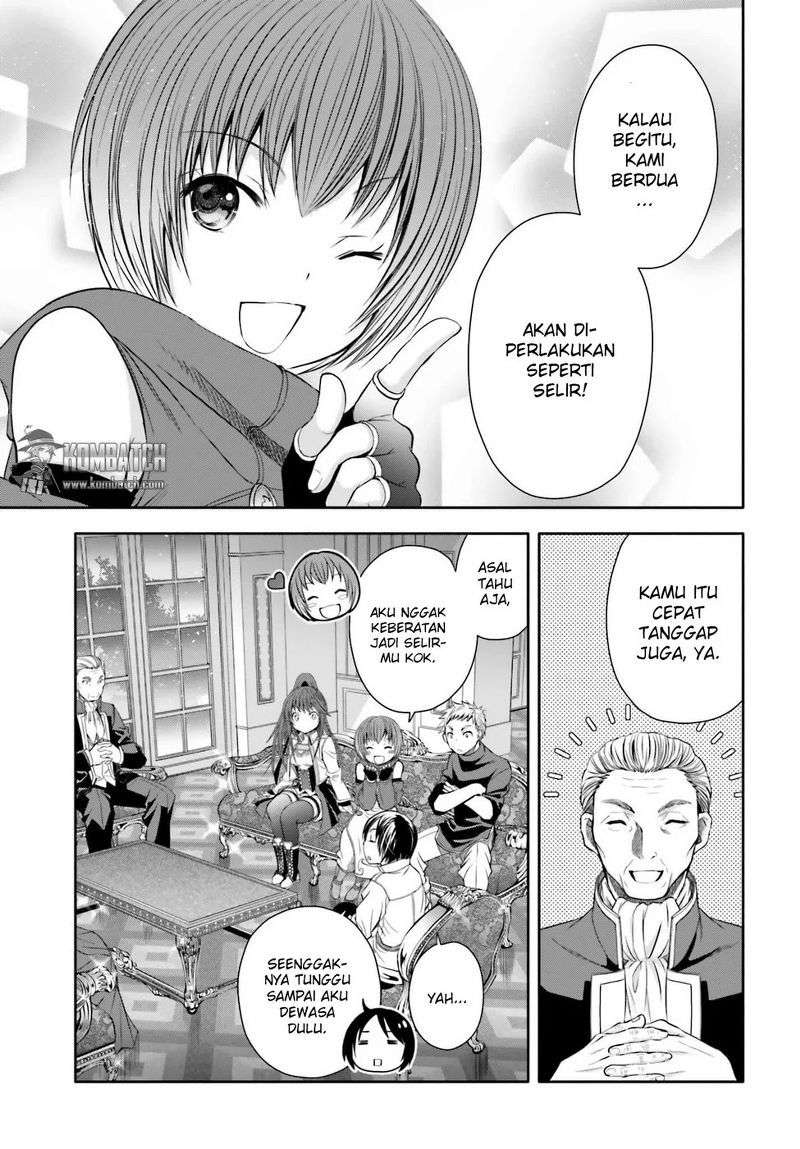 KALAU
BEGITU,
KAMI
BERDUA
...
AKAN DI-
PERLAKUKAN
SEPERTI
SELIR!
KOMBATCH
www.kombatch.com
KAMU ITU
CEPAT
TANGGAP
JUGA, YA.
ASAL
TAHU
AJA,
AKU NGGAK
KEBERATAN
JADI SELIR-
MU KOK.
YAH...
SEENGGAK-
NYA TUNGGU
SAMPAI AKU
DEWASA
DULU.